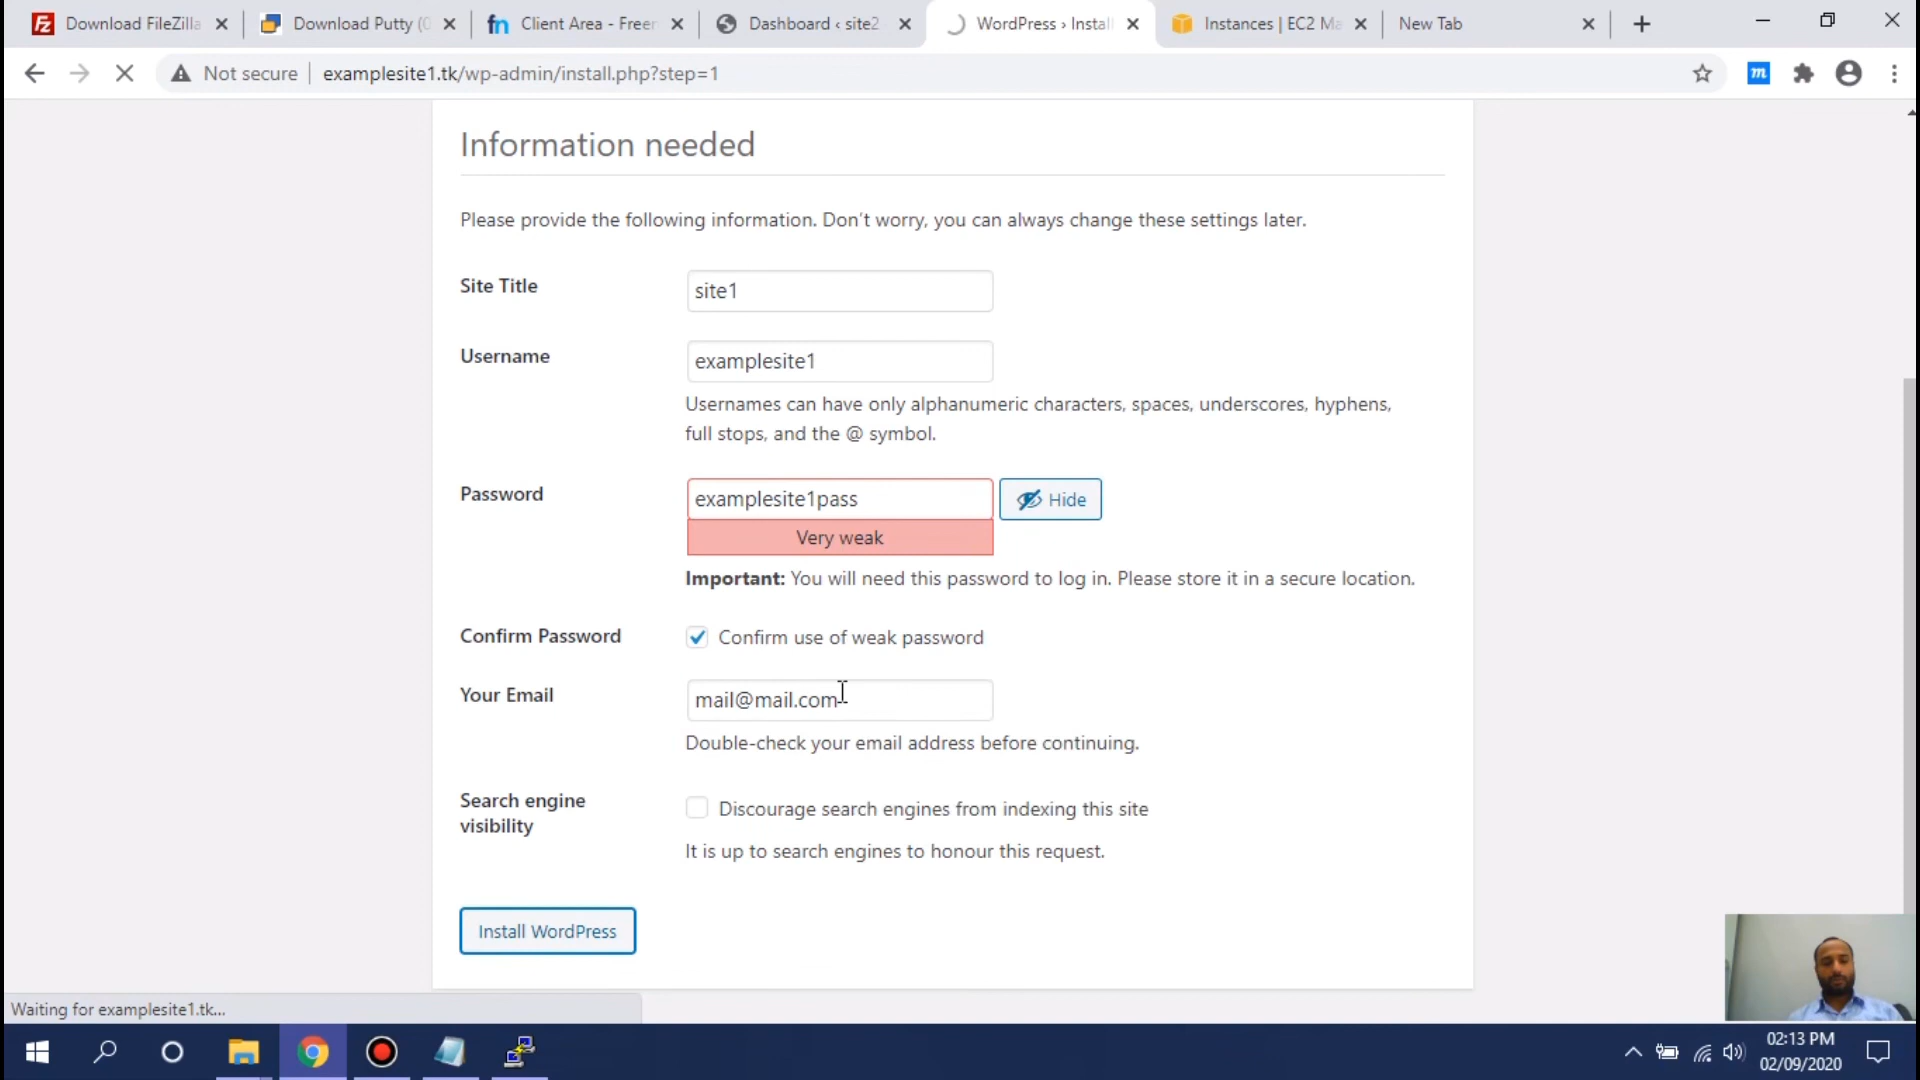 Download FileZilla
Download Putty (0
Client Area - Freen
Dashboard ‹ site2
WordPress › Install
Instances | EC2 Ma
New Tab
Not secure
examplesite1.tk/wp-admin/install.php?step=1
Information needed
Please provide the following information. Don’t worry, you can always change these settings later.
Site Title
site1
Username
examplesite1
Usernames can have only alphanumeric characters, spaces, underscores, hyphens,
full stops, and the @ symbol.
Password
examplesite1pass
Hide
Very weak
Important: You will need this password to log in. Please store it in a secure location.
Confirm Password
Confirm use of weak password
Your Email
mail@mail.com
Double-check your email address before continuing.
Search engine
visibility
Discourage search engines from indexing this site
It is up to search engines to honour this request.
Install WordPress
Waiting for examplesite1.tk...
02:13 PM
02/09/2020